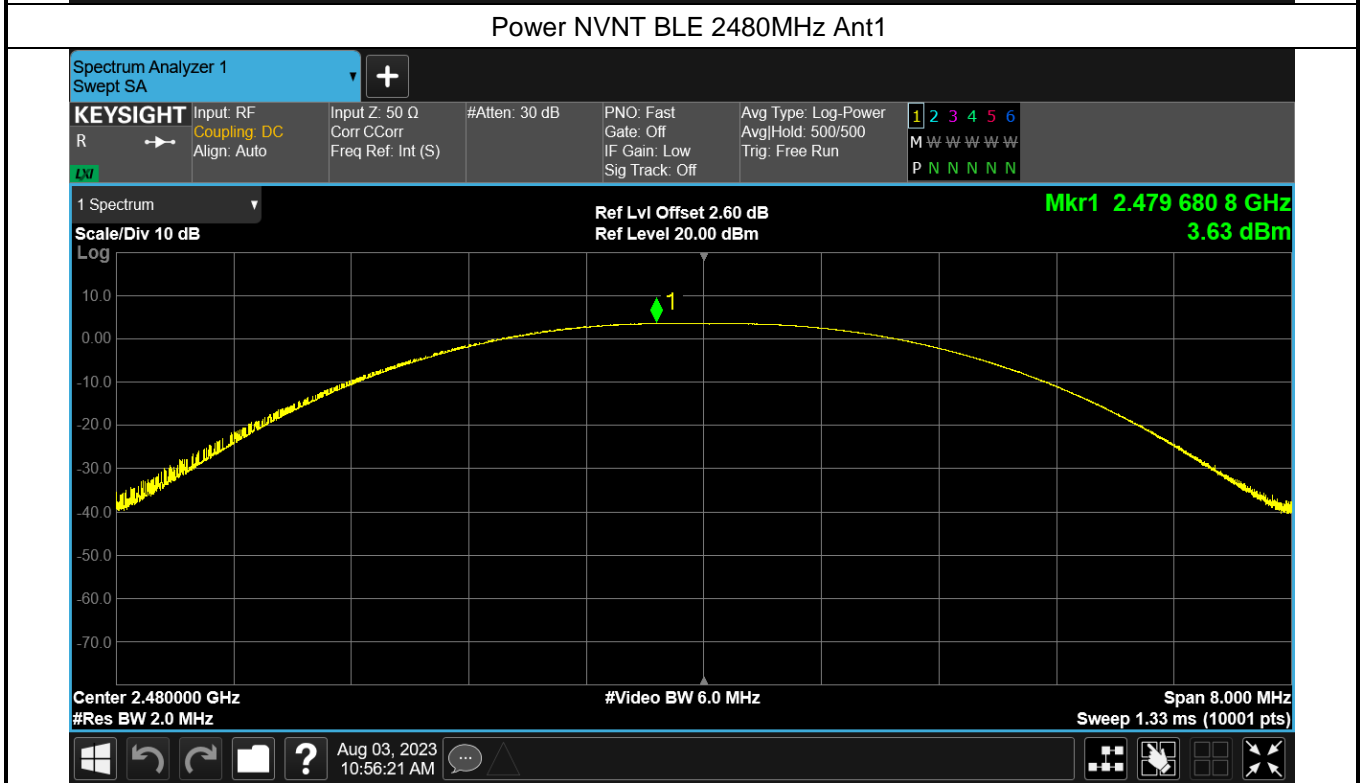 Power NVNT BLE 2480MHz Ant1
Spectrum Analyzer 1
Swept SA
KEYSIGHT Input: RF Input Z: 50 Ω #Atten: 30 dB PNO: Fast Avg Type: Log-Power 1 2 3 4 5 6
R Coupling: DC Corr CCorr Gate: Off Avg|Hold: 500/500 M W W W W W
Align: Auto Freq Ref: Int (S) IF Gain: Low Trig: Free Run
LXI Sig Track: Off P N N N N N
1 Spectrum Ref Lvl Offset 2.60 dB Mkr1 2.479 680 8 GHz
Scale/Div 10 dB Ref Level 20.00 dBm 3.63 dBm
Log
10.0
1
0.00
-10.0
-20.0
-30.0
-40.0
-50.0
-60.0
-70.0
Center 2.480000 GHz #Video BW 6.0 MHz Span 8.000 MHz
#Res BW 2.0 MHz Sweep 1.33 ms (10001 pts)
Aug 03, 2023
10:56:21 AM